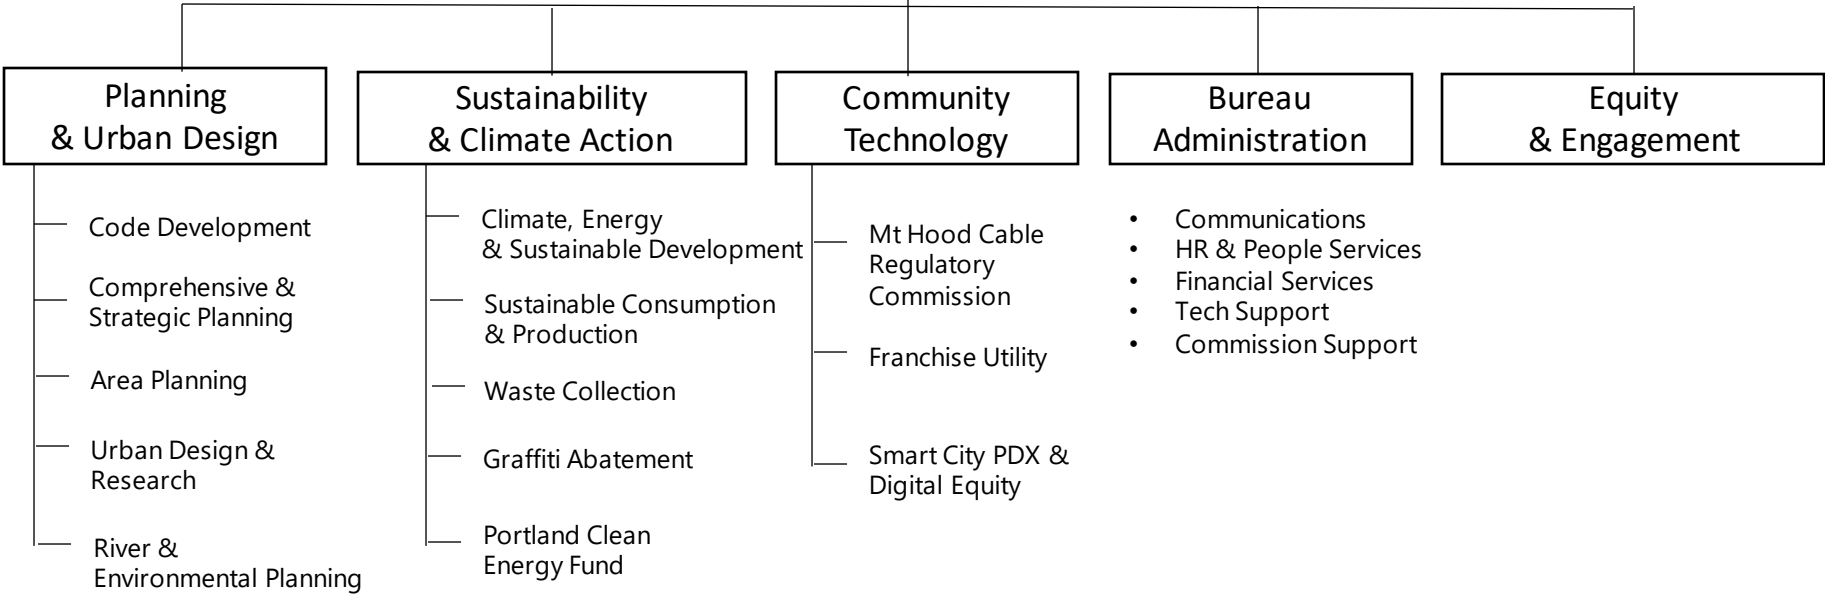 Planning
& Urban Design
Sustainability
& Climate Action
Community
Technology
Bureau
Administration
Equity
& Engagement
Code Development
Comprehensive &
Strategic Planning
Area Planning
Urban Design &
Research
River &
Environmental Planning
Climate, Energy
& Sustainable Development
Sustainable Consumption
& Production
Waste Collection
Graffiti Abatement
Portland Clean
Energy Fund
Mt Hood Cable
Regulatory
Commission
Franchise Utility
Smart City PDX &
Digital Equity
• Communications
• HR & People Services
• Financial Services
• Tech Support
• Commission Support